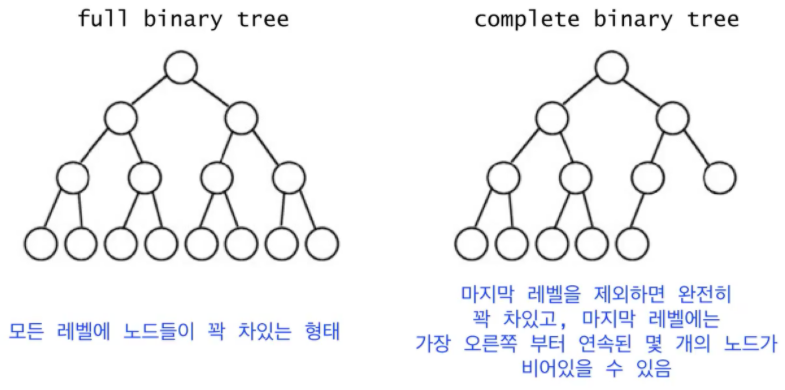 full binary tree
complete binary tree
모든 레벨에 노드들이 꽉 차있는 형태
마지막 레벨을 제외하면 완전히
꽉 차있고, 마지막 레벨에는
가장 오른쪽 부터 연속된 몇 개의 노드가
비어있을 수 있음